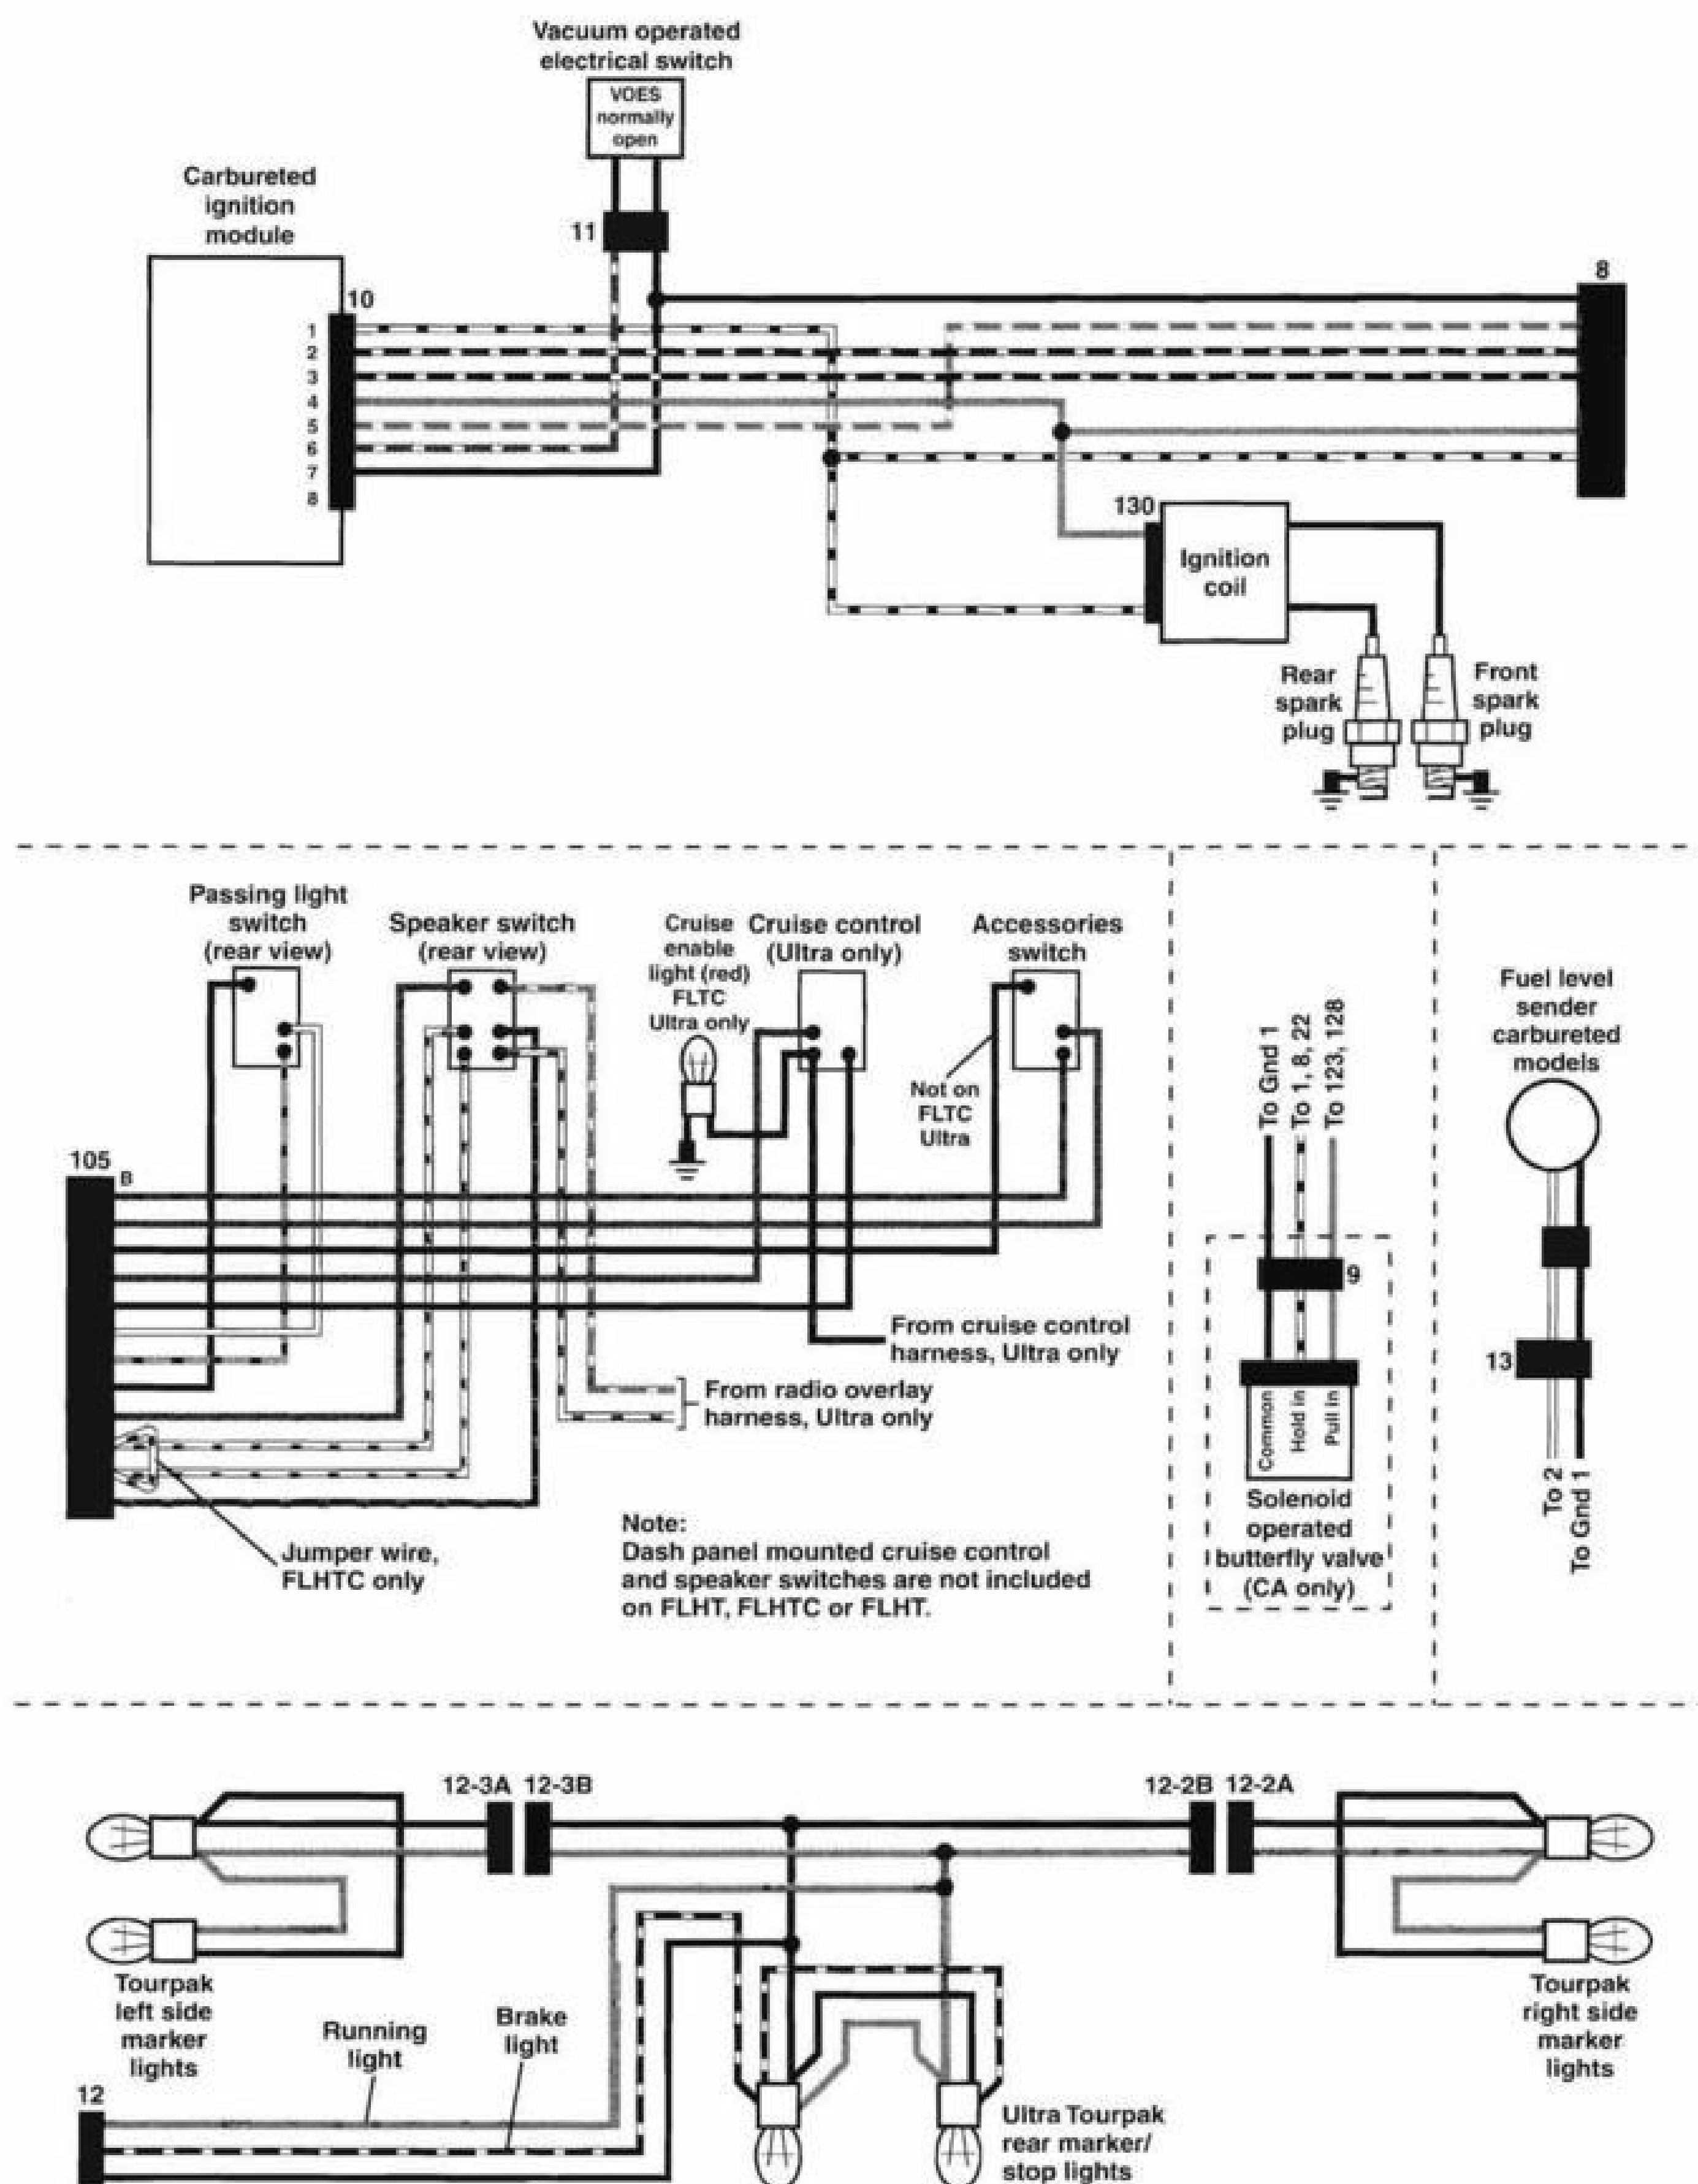 Vacuum operated
electrical switch
VOES
normally
open
Carbureted
ignition
module
11
8
10
1
2
3
4
5
6
7
8
130
Ignition
coil
Rear
spark
plug
Front
spark
plug
Passing light
switch
(rear view)
Speaker switch
(rear view)
Cruise
enable
light (red)
FLTC
Ultra only
Cruise control
(Ultra only)
Accessories
switch
Not on
FLTC
Ultra
105
B
From cruise control
harness, Ultra only
From radio overlay
harness, Ultra only
Jumper wire,
FLHTC only
Note:
Dash panel mounted cruise control
and speaker switches are not included
on FLHT, FLHTC or FLHT.
To Gnd 1
To 1, 8, 22
To 123, 128
9
Common
Hold in
Pull in
Solenoid
operated
butterfly valve
(CA only)
Fuel level
sender
carbureted
models
13
To 2
To Gnd 1
12-3A 12-3B
12-2B 12-2A
Tourpak
left side
marker
lights
Running
light
Brake
light
12
Tourpak
right side
marker
lights
Ultra Tourpak
rear marker/
stop lights